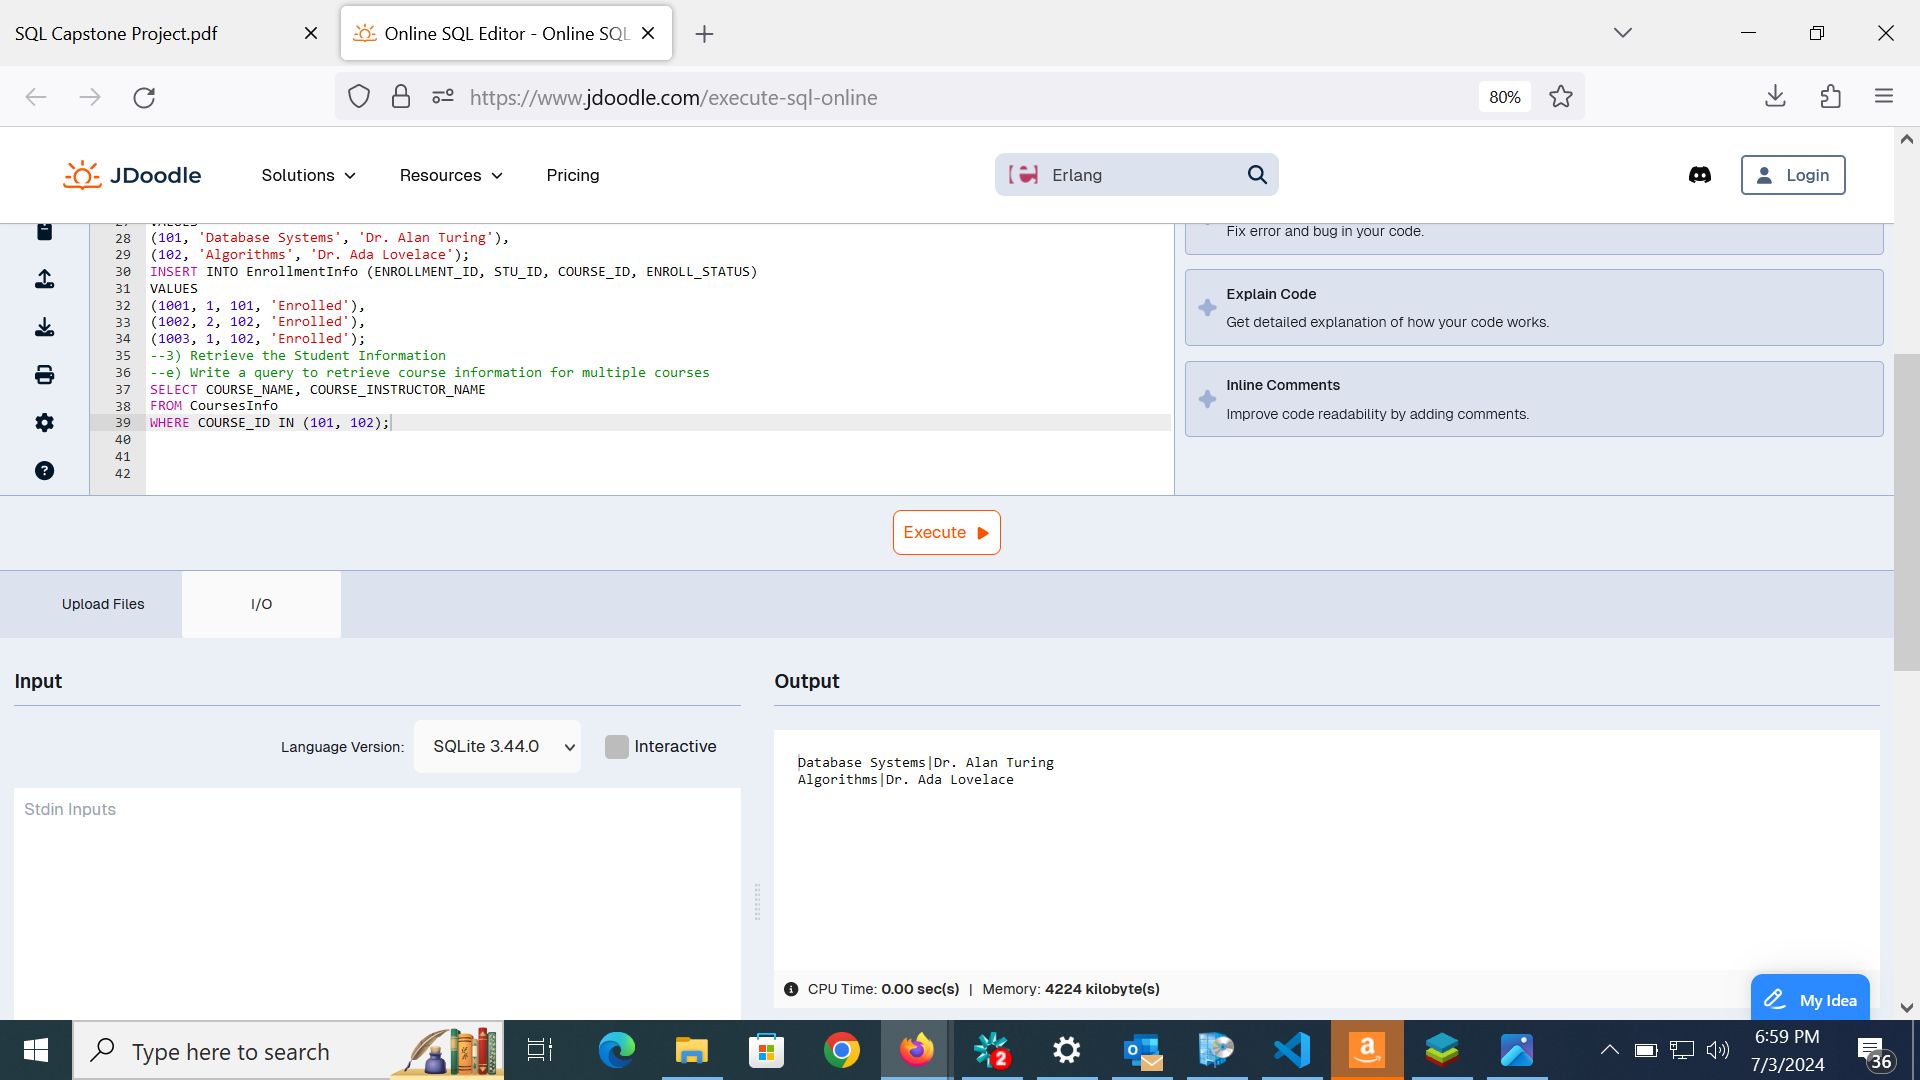 SQL Capstone Project.pdf
Online SQL Editor - Online SQL
https://www.jdoodle.com/execute-sql-online
80%
JDoodle
Solutions
Resources
Pricing
Erlang
Login
27 VALUES
28 (101, 'Database Systems', 'Dr. Alan Turing'),
29 (102, 'Algorithms', 'Dr. Ada Lovelace');
30 INSERT INTO EnrollmentInfo (ENROLLMENT_ID, STU_ID, COURSE_ID, ENROLL_STATUS)
31 VALUES
32 (1001, 1, 101, 'Enrolled'),
33 (1002, 2, 102, 'Enrolled'),
34 (1003, 1, 102, 'Enrolled');
35 --3) Retrieve the Student Information
36 --e) Write a query to retrieve course information for multiple courses
37 SELECT COURSE_NAME, COURSE_INSTRUCTOR_NAME
38 FROM CoursesInfo
39 WHERE COURSE_ID IN (101, 102);
40
41
42
Fix error and bug in your code.
Explain Code
Get detailed explanation of how your code works.
Inline Comments
Improve code readability by adding comments.
Execute
Upload Files
I/O
Input
Language Version:
SQLite 3.44.0
Interactive
Stdin Inputs
Output
Database Systems|Dr. Alan Turing
Algorithms|Dr. Ada Lovelace
CPU Time: 0.00 sec(s) | Memory: 4224 kilobyte(s)
My Idea
Type here to search
2
6:59 PM
7/3/2024
36